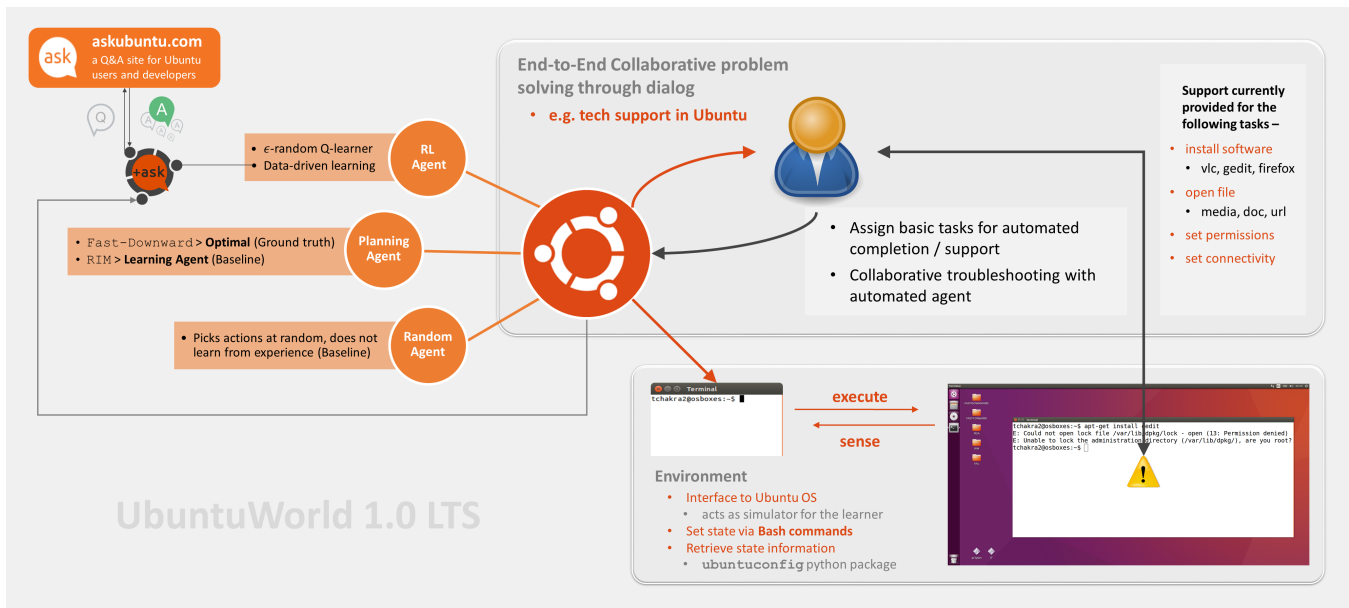 ask
askubuntu.com
a Q&A site for Ubuntu
users and developers
Q
A
A
A
A
A
+ask
• ϵ-random Q-learner
• Data-driven learning
RL
Agent
• Fast-Downward > Optimal (Ground truth)
• RIM > Learning Agent (Baseline)
Planning
Agent
• Picks actions at random, does not
learn from experience (Baseline)
Random
Agent
End-to-End Collaborative problem
solving through dialog
• e.g. tech support in Ubuntu
• Assign basic tasks for automated
completion / support
• Collaborative troubleshooting with
automated agent
Support currently
provided for the
following tasks –
• install software
• vlc, gedit, firefox
• open file
• media, doc, url
• set permissions
• set connectivity
Terminal
tchakra2@osboxes:~$
execute
sense
Environment
• Interface to Ubuntu OS
• acts as simulator for the learner
• Set state via Bash commands
• Retrieve state information
• ubuntuconfig python package
tchakra2@osboxes:~$ apt-get install gedit
E: Could not open lock file /var/lib/dpkg/lock - open (13: Permission denied)
E: Unable to lock the administration directory (/var/lib/dpkg/), are you root?
tchakra2@osboxes:~$
UbuntuWorld 1.0 LTS